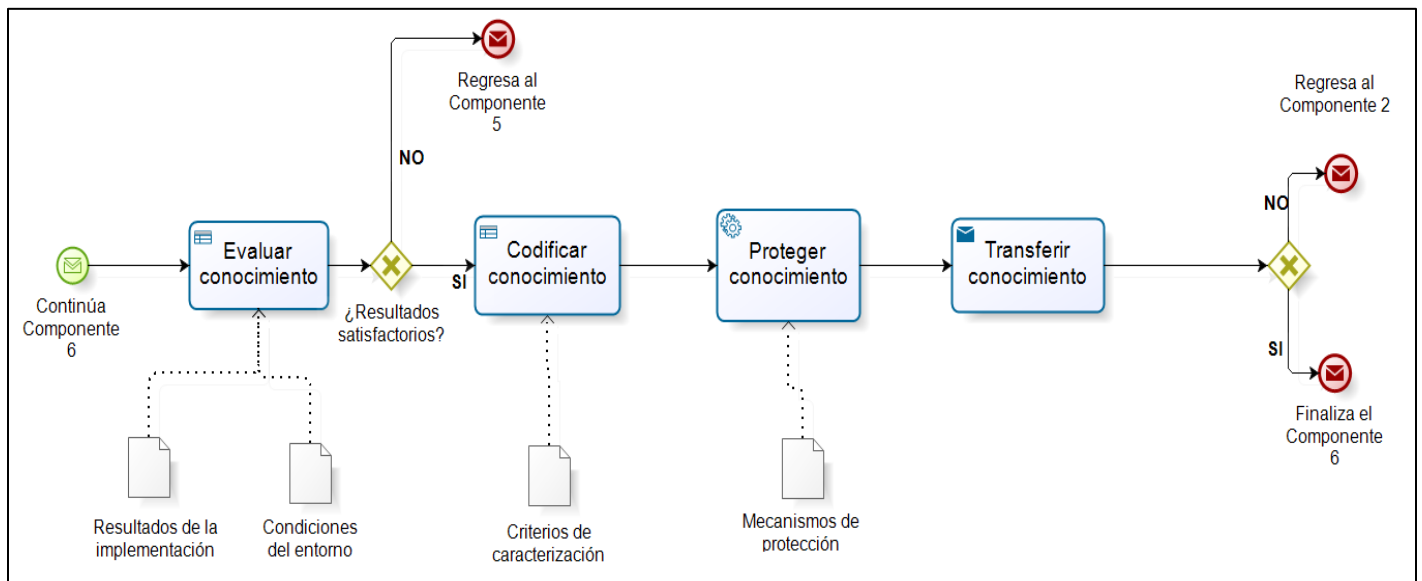 Regresa al
Componente
5
Regresa al
Componente 2
NO
NO
Evaluar
conocimiento
Codificar
conocimiento
Proteger
conocimiento
Transferir
conocimiento
SI
Continúa
Componente
6
¿Resultados
satisfactorios?
SI
Finaliza el
Componente
6
Resultados de la
implementación
Condiciones
del entorno
Criterios de
caracterización
Mecanismos de
protección